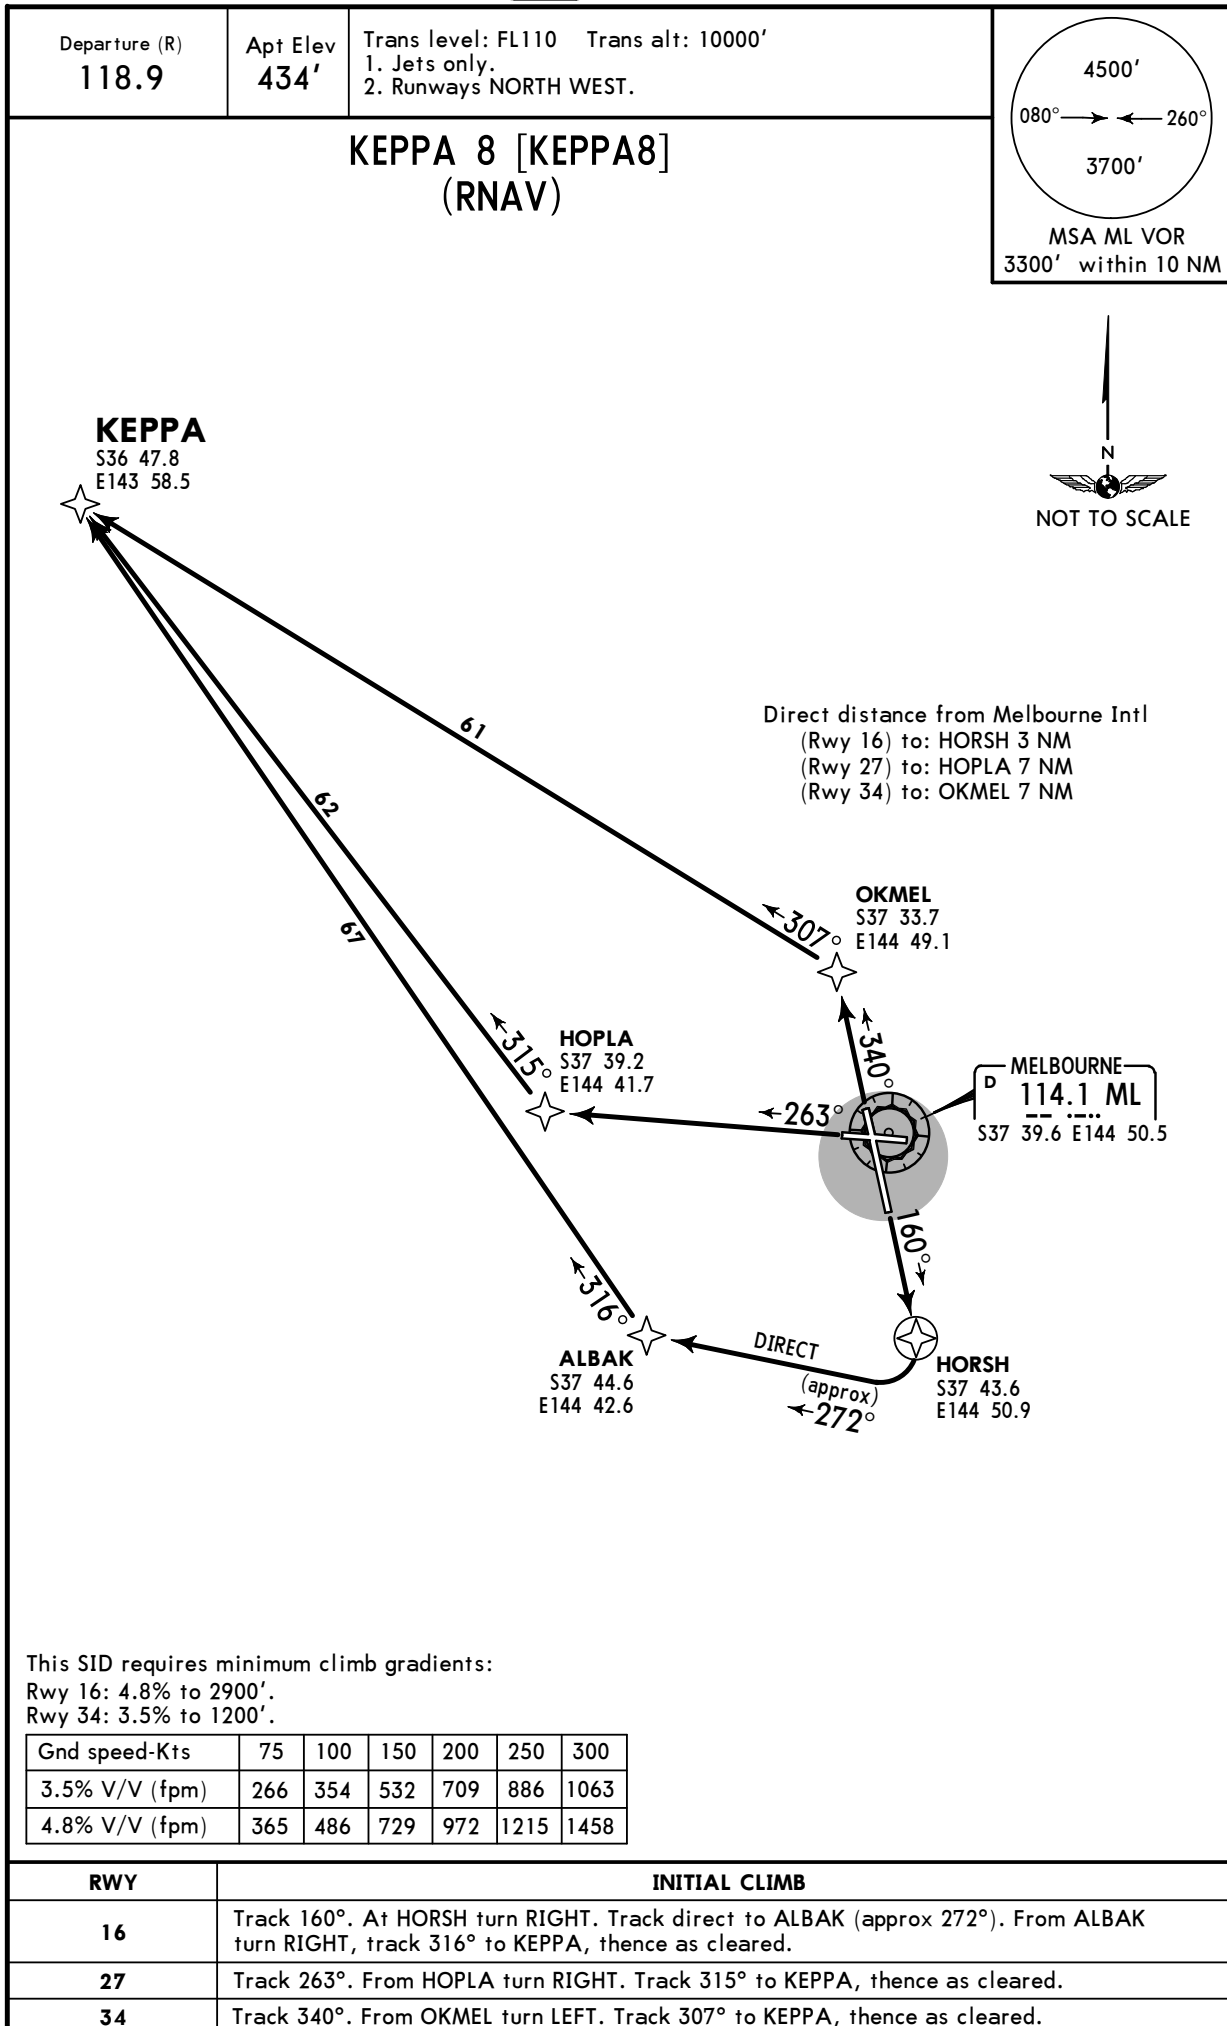 Departure (R)
118.9
Apt Elev
434'
Trans level: FL110 Trans alt: 10000'
1. Jets only.
2. Runways NORTH WEST.
4500'
080° 260°
3700'
MSA ML VOR
3300' within 10 NM
KEPPA 8 [KEPPA8]
(RNAV)
N
NOT TO SCALE
KEPPA
S36 47.8
E143 58.5
61
62
67
Direct distance from Melbourne Intl
(Rwy 16) to: HORSH 3 NM
(Rwy 27) to: HOPLA 7 NM
(Rwy 34) to: OKMEL 7 NM
OKMEL
S37 33.7
E144 49.1
307°
340°
HOPLA
S37 39.2
E144 41.7
315°
263°
MELBOURNE
D 114.1 ML
S37 39.6 E144 50.5
160°
316°
ALBAK
S37 44.6
E144 42.6
DIRECT
(approx)
272°
HORSH
S37 43.6
E144 50.9
This SID requires minimum climb gradients:
Rwy 16: 4.8% to 2900'.
Rwy 34: 3.5% to 1200'.
Gnd speed-Kts 75 100 150 200 250 300
3.5% V/V (fpm) 266 354 532 709 886 1063
4.8% V/V (fpm) 365 486 729 972 1215 1458
RWY INITIAL CLIMB
16 Track 160°. At HORSH turn RIGHT. Track direct to ALBAK (approx 272°). From ALBAK
turn RIGHT, track 316° to KEPPA, thence as cleared.
27 Track 263°. From HOPLA turn RIGHT. Track 315° to KEPPA, thence as cleared.
34 Track 340°. From OKMEL turn LEFT. Track 307° to KEPPA, thence as cleared.